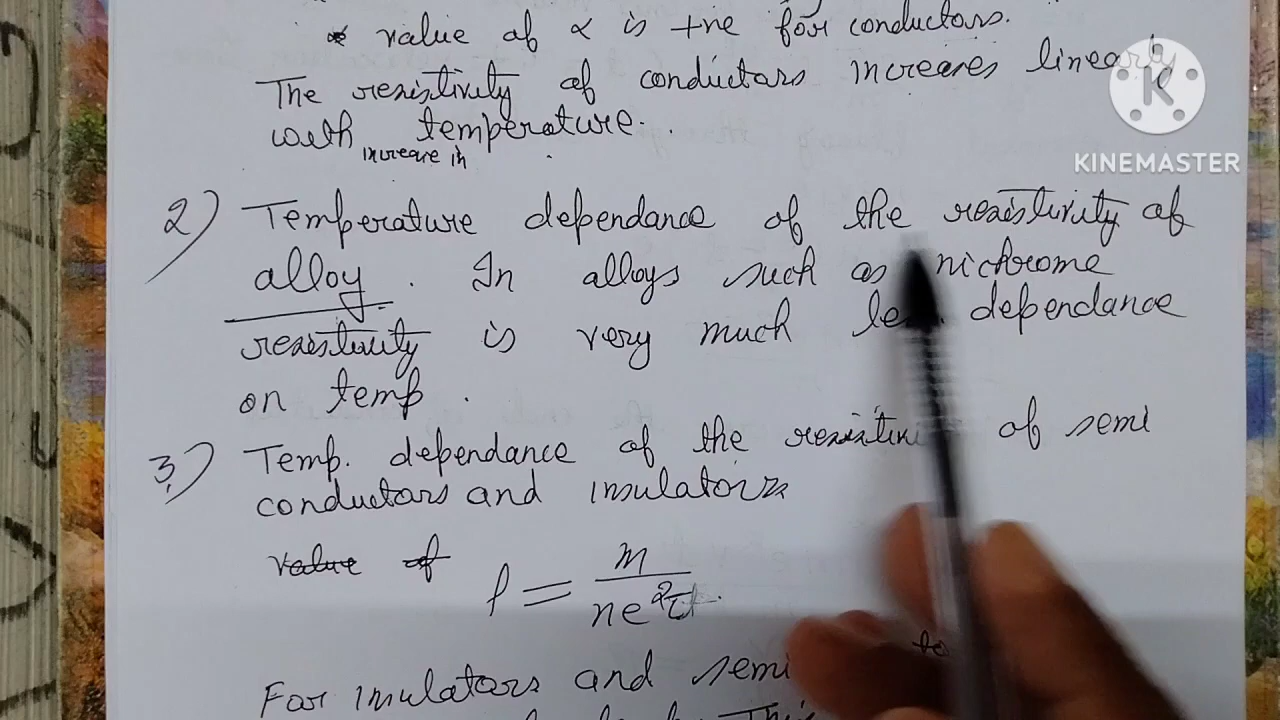 value of α is +ve for conductors.
The resistivity of conductors increases linearly
with temperature.
increase in
2) Temperature dependance of the resistivity of
alloy. In alloys such as nichrome
resistivity is very much dependance
on temp.
3.) Temp. dependance of the of semi
conductors and insulators
value of
ρ = m / ne²τ
For insulators and semi to
This
K
KINEMASTER